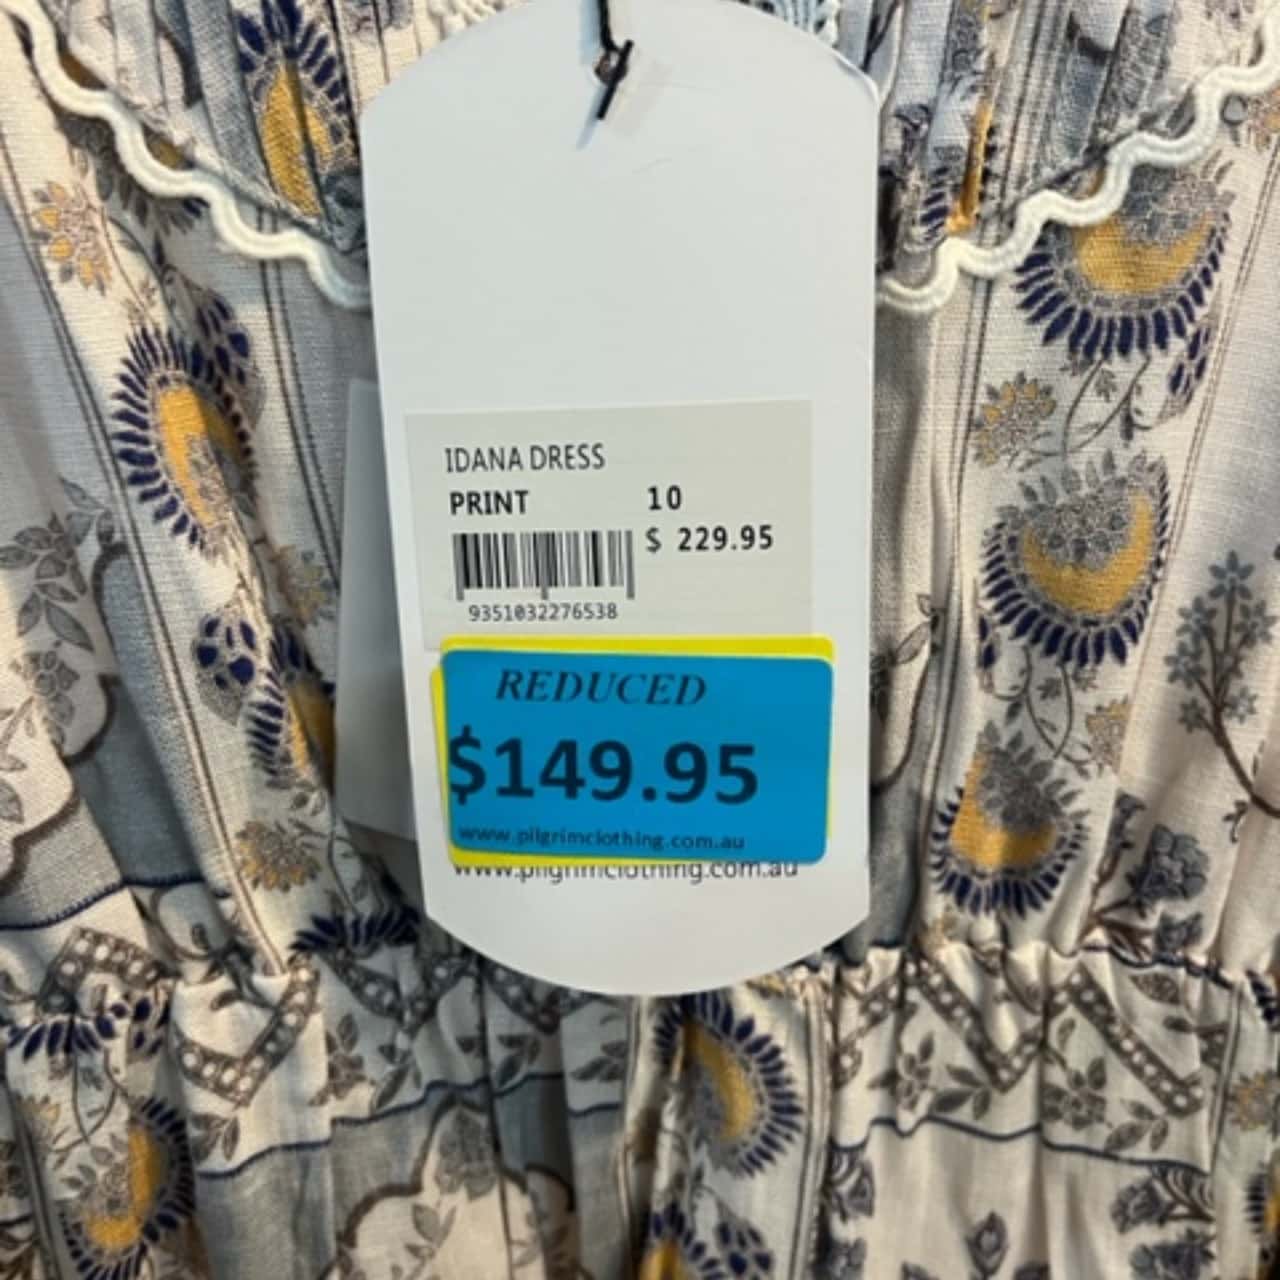 IDANA DRESS
PRINT 10
$ 229.95
9351032276538
REDUCED
$149.95
www.pilgrimclothing.com.au
www.pilgrimclothing.com.au